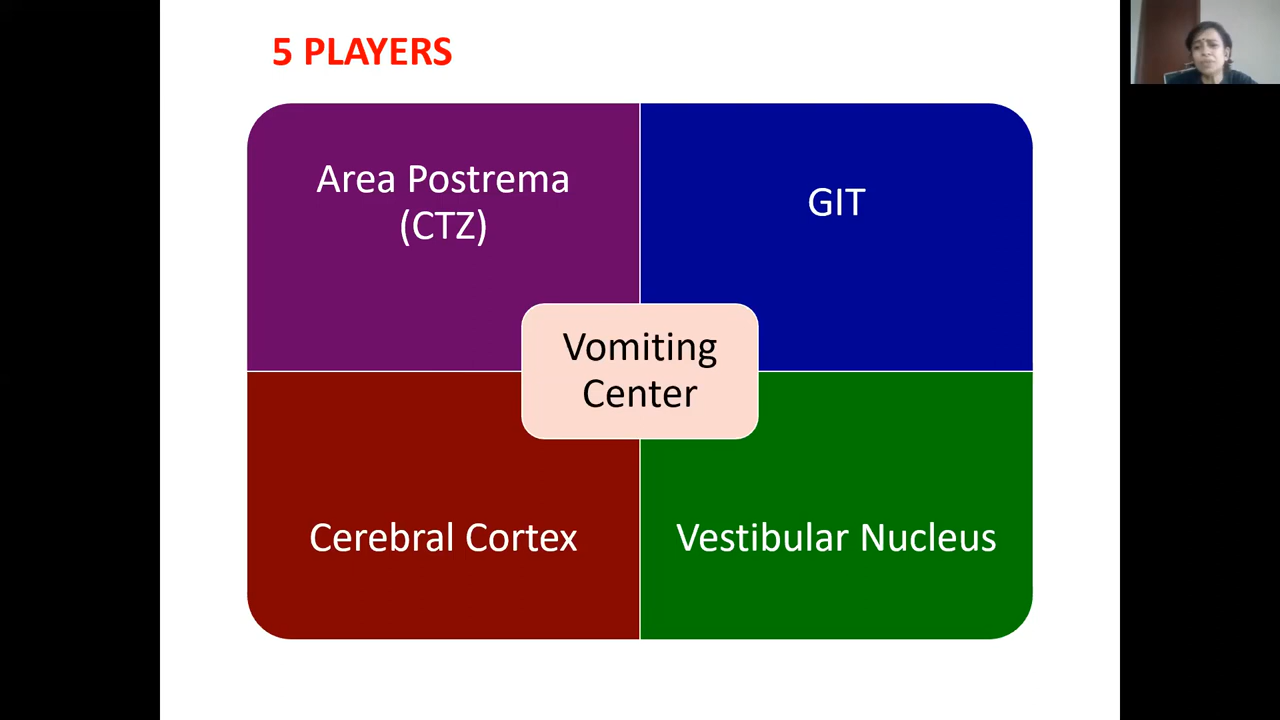 5 PLAYERS
Area Postrema
(CTZ)
GIT
Vomiting
Center
Cerebral Cortex
Vestibular Nucleus